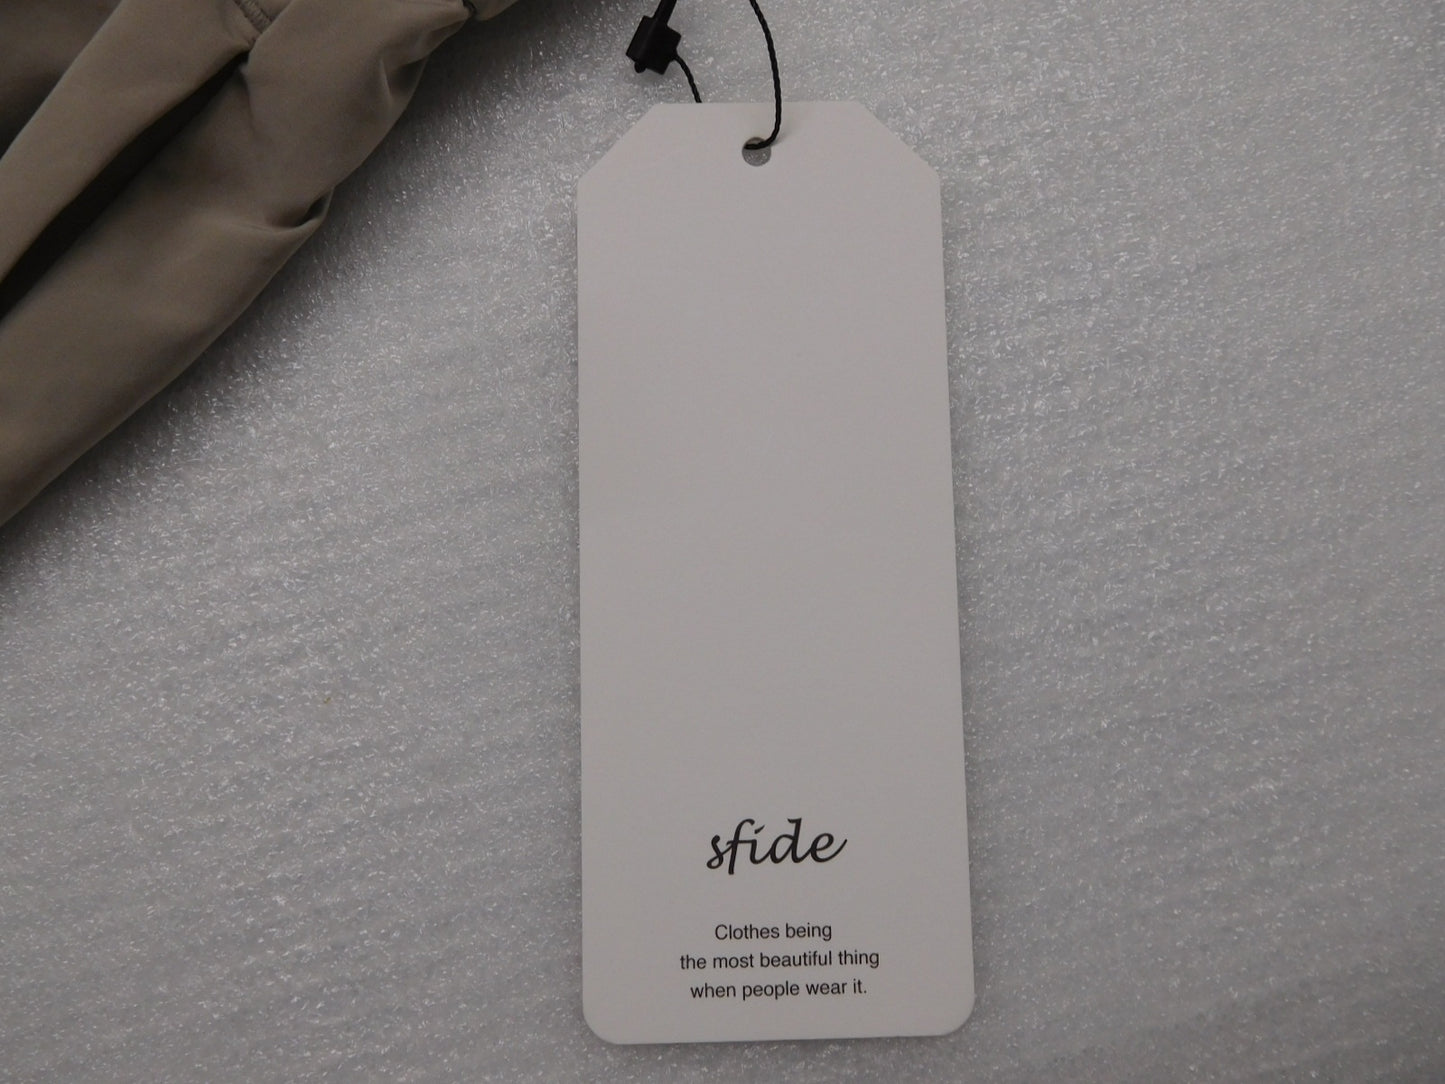 sfide
Clothes being
the most beautiful thing
when people wear it.